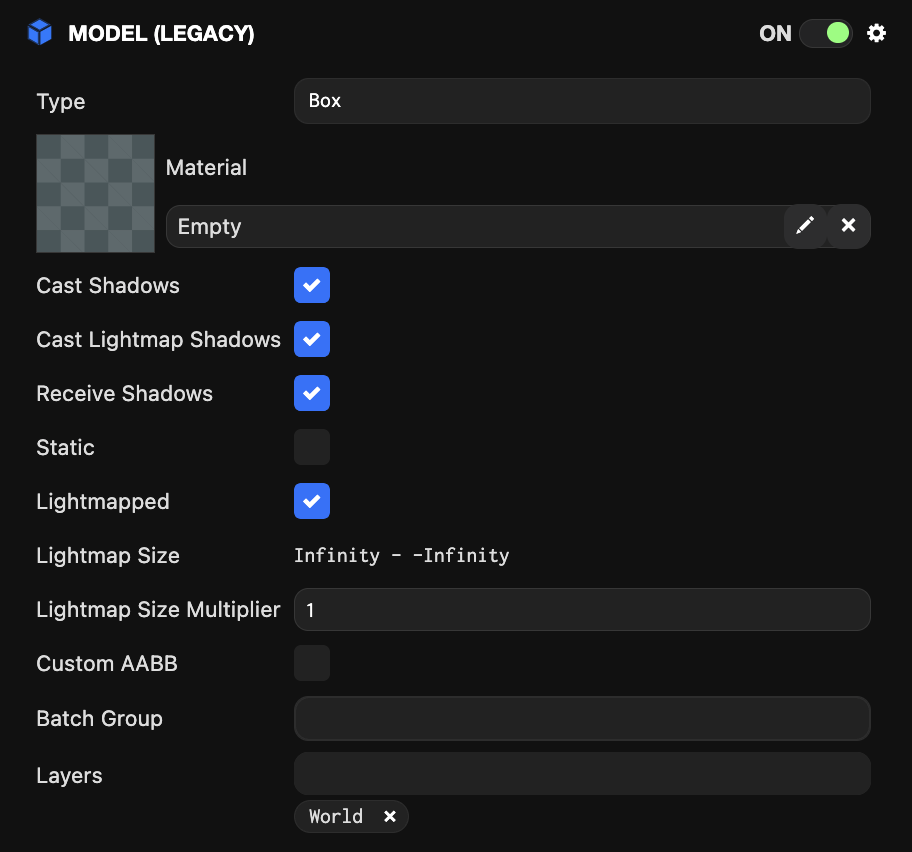 MODEL (LEGACY) ON
Type Box
Material
Empty
Cast Shadows
Cast Lightmap Shadows
Receive Shadows
Static
Lightmapped
Lightmap Size Infinity - -Infinity
Lightmap Size Multiplier 1
Custom AABB
Batch Group
Layers
World